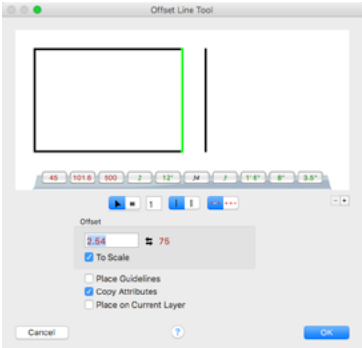 Offset Line Tool
45 101.6 500 2 12" 1' 6" 8" 3.5"
1
Offset
2.54 75
To Scale
Place Guidelines
Copy Attributes
Place on Current Layer
Cancel ? OK